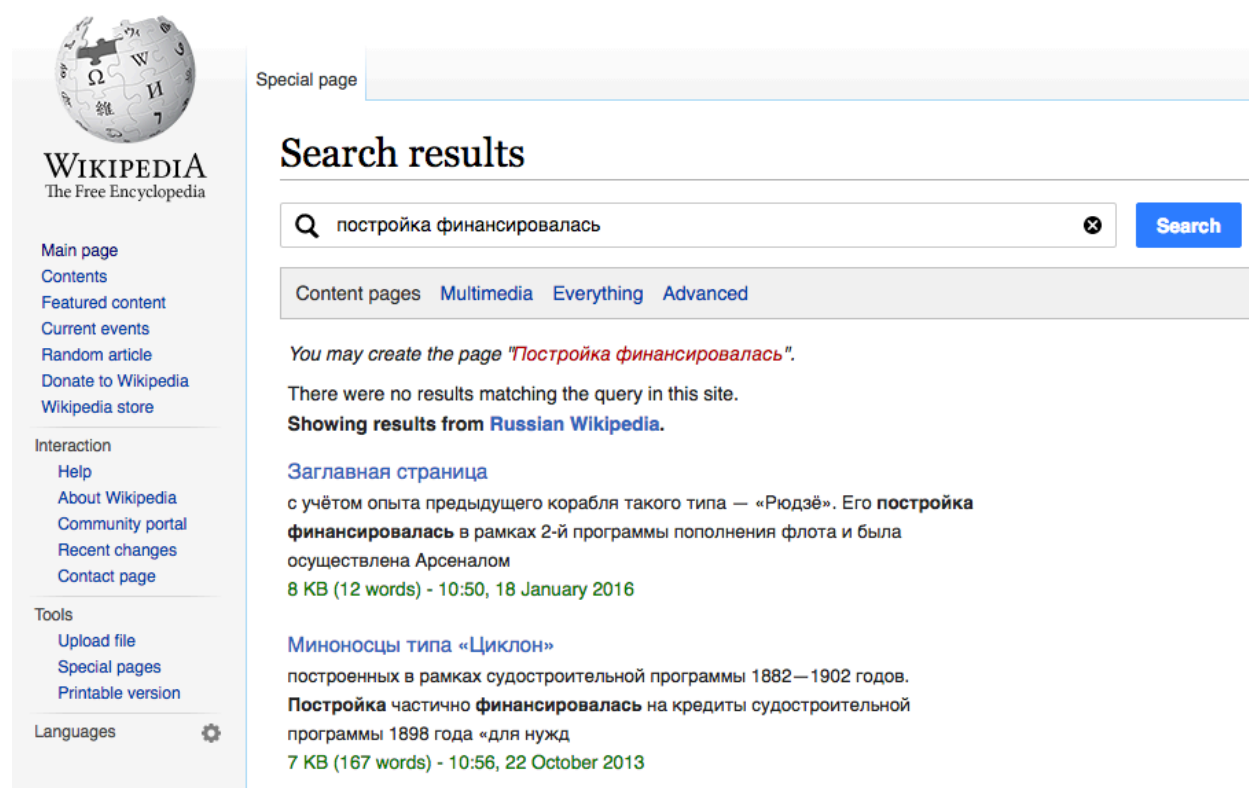 WIKIPEDIA
The Free Encyclopedia
Main page
Contents
Featured content
Current events
Random article
Donate to Wikipedia
Wikipedia store
Interaction
Help
About Wikipedia
Community portal
Recent changes
Contact page
Tools
Upload file
Special pages
Printable version
Languages
Special page
Search results
постройка финансировалась
Search
Content pages Multimedia Everything Advanced
You may create the page "Постройка финансировалась".
There were no results matching the query in this site.
Showing results from Russian Wikipedia.
Заглавная страница
с учётом опыта предыдущего корабля такого типа — «Рюдзё». Его постройка
финансировалась в рамках 2-й программы пополнения флота и была
осуществлена Арсеналом
8 KB (12 words) - 10:50, 18 January 2016
Миноносцы типа «Циклон»
построенных в рамках судостроительной программы 1882—1902 годов.
Постройка частично финансировалась на кредиты судостроительной
программы 1898 года «для нужд
7 KB (167 words) - 10:56, 22 October 2013